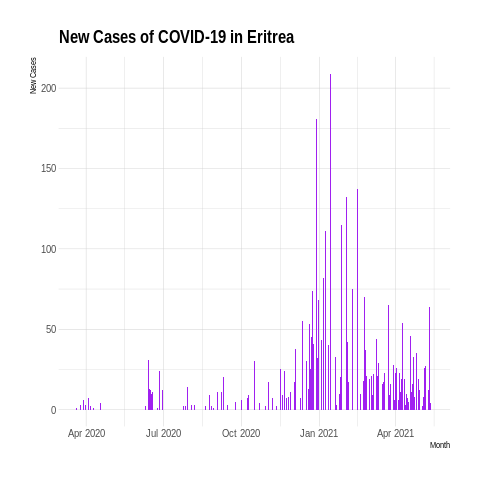 New Cases of COVID-19 in Eritrea
New Cases
200
150
100
50
0
Apr 2020 Jul 2020 Oct 2020 Jan 2021 Apr 2021
Month